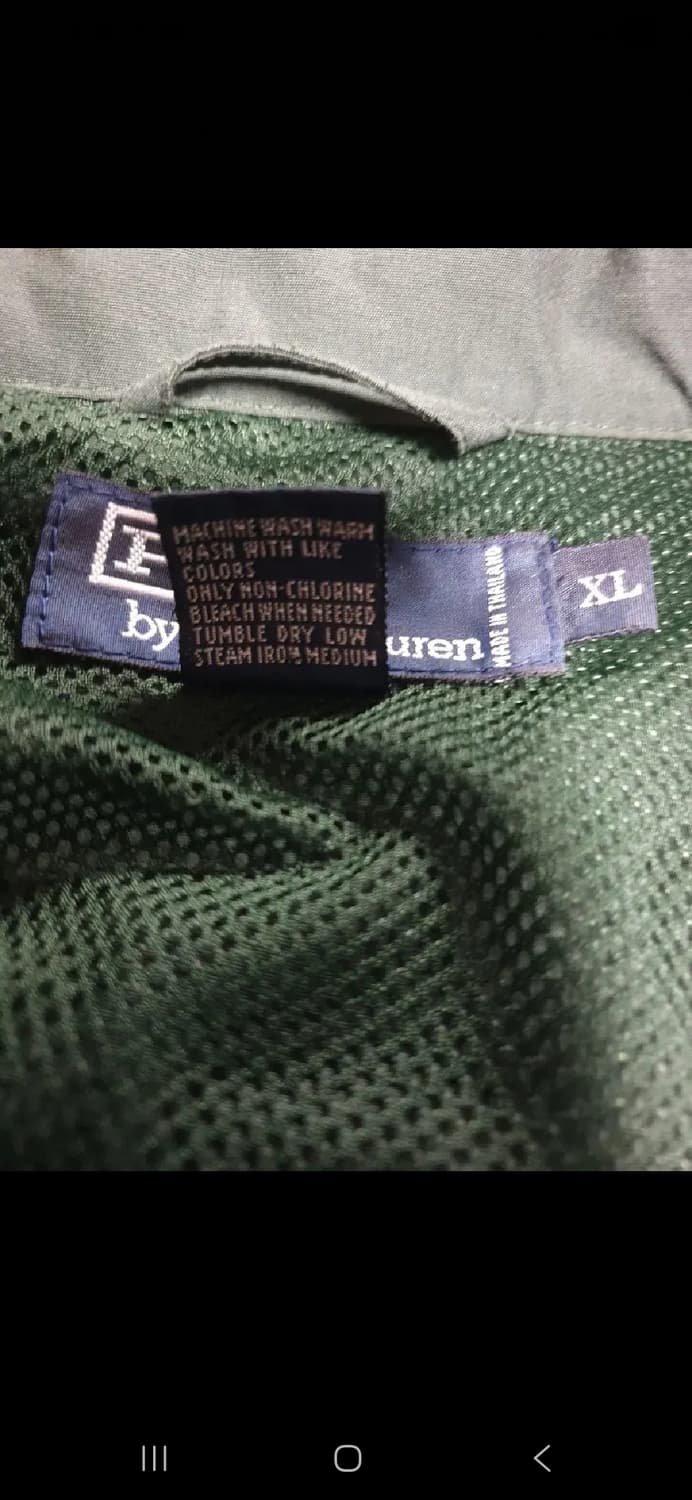 MACHINE WASH WARM
WASH WITH LIKE
COLORS
ONLY NON-CHLORINE
BLEACH WHEN NEEDED
TUMBLE DRY LOW
STEAM IRON MEDIUM
P
by
uren
MADE IN THAILAND
XL